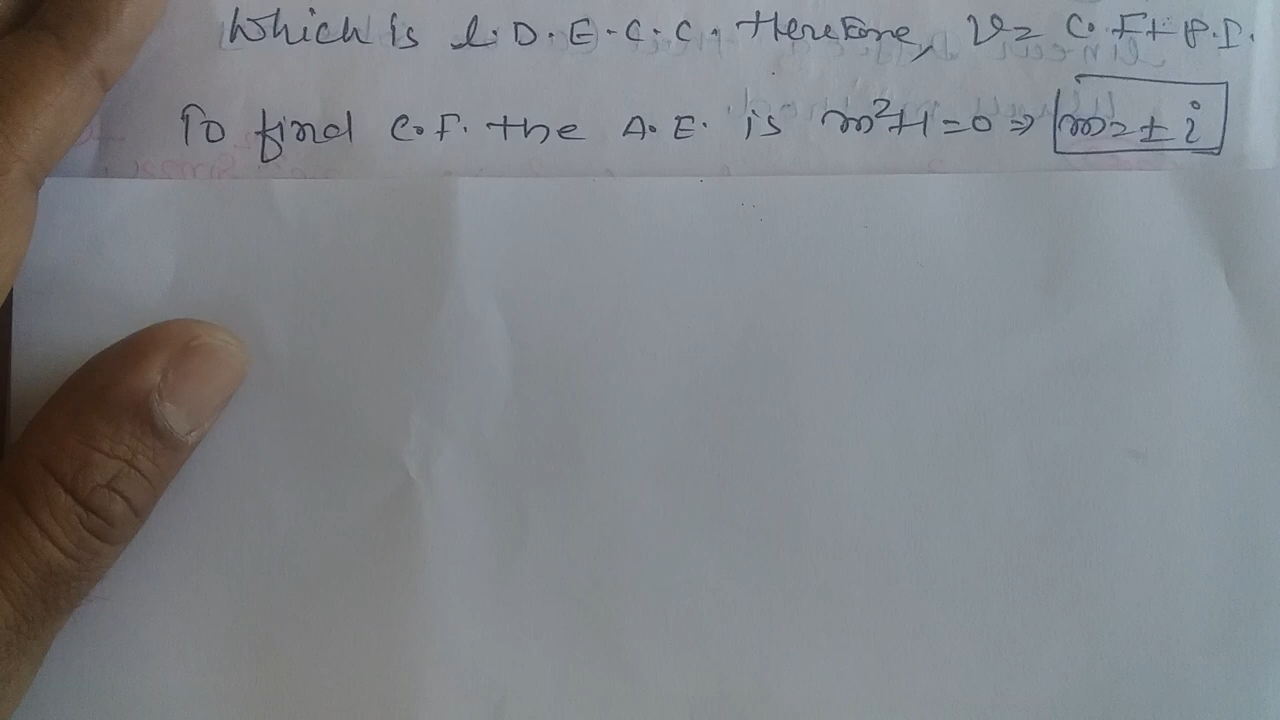 Which is l.D.E.C.C. Therefore, v = C.F + P.I.
To find C.F. the A.E. is m²+1=0 ⇒ m = ± i